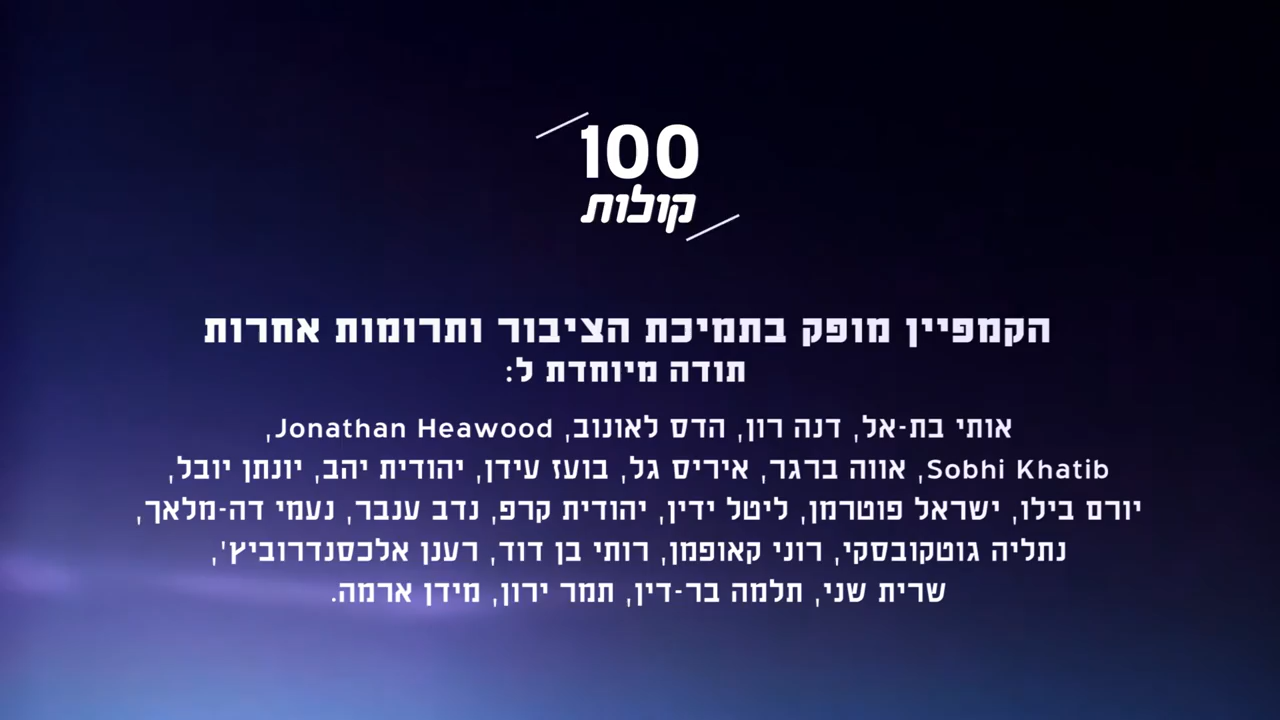 100
קולות
הקמפיין מופק בתמיכת הציבור ותרומות אחרות
תודה מיוחדת ל:
אותי בת-אל, דנה רון, הדס לאונוב, Jonathan Heawood,
Sobhi Khatib, אווה ברגר, איריס גל, בועז עידן, יהודית יהב, יונתן יובל,
יורם בילו, ישראל פוטרמן, ליטל ידין, יהודית קרפ, נדב ענבר, נעמי דה-מלאך,
נתליה גוטקובסקי, רוני קאופמן, רותי בן דוד, רענן אלכסנדרוביץ',
שרית שני, תלמה בר-דין, תמר ירון, מידן ארמה.